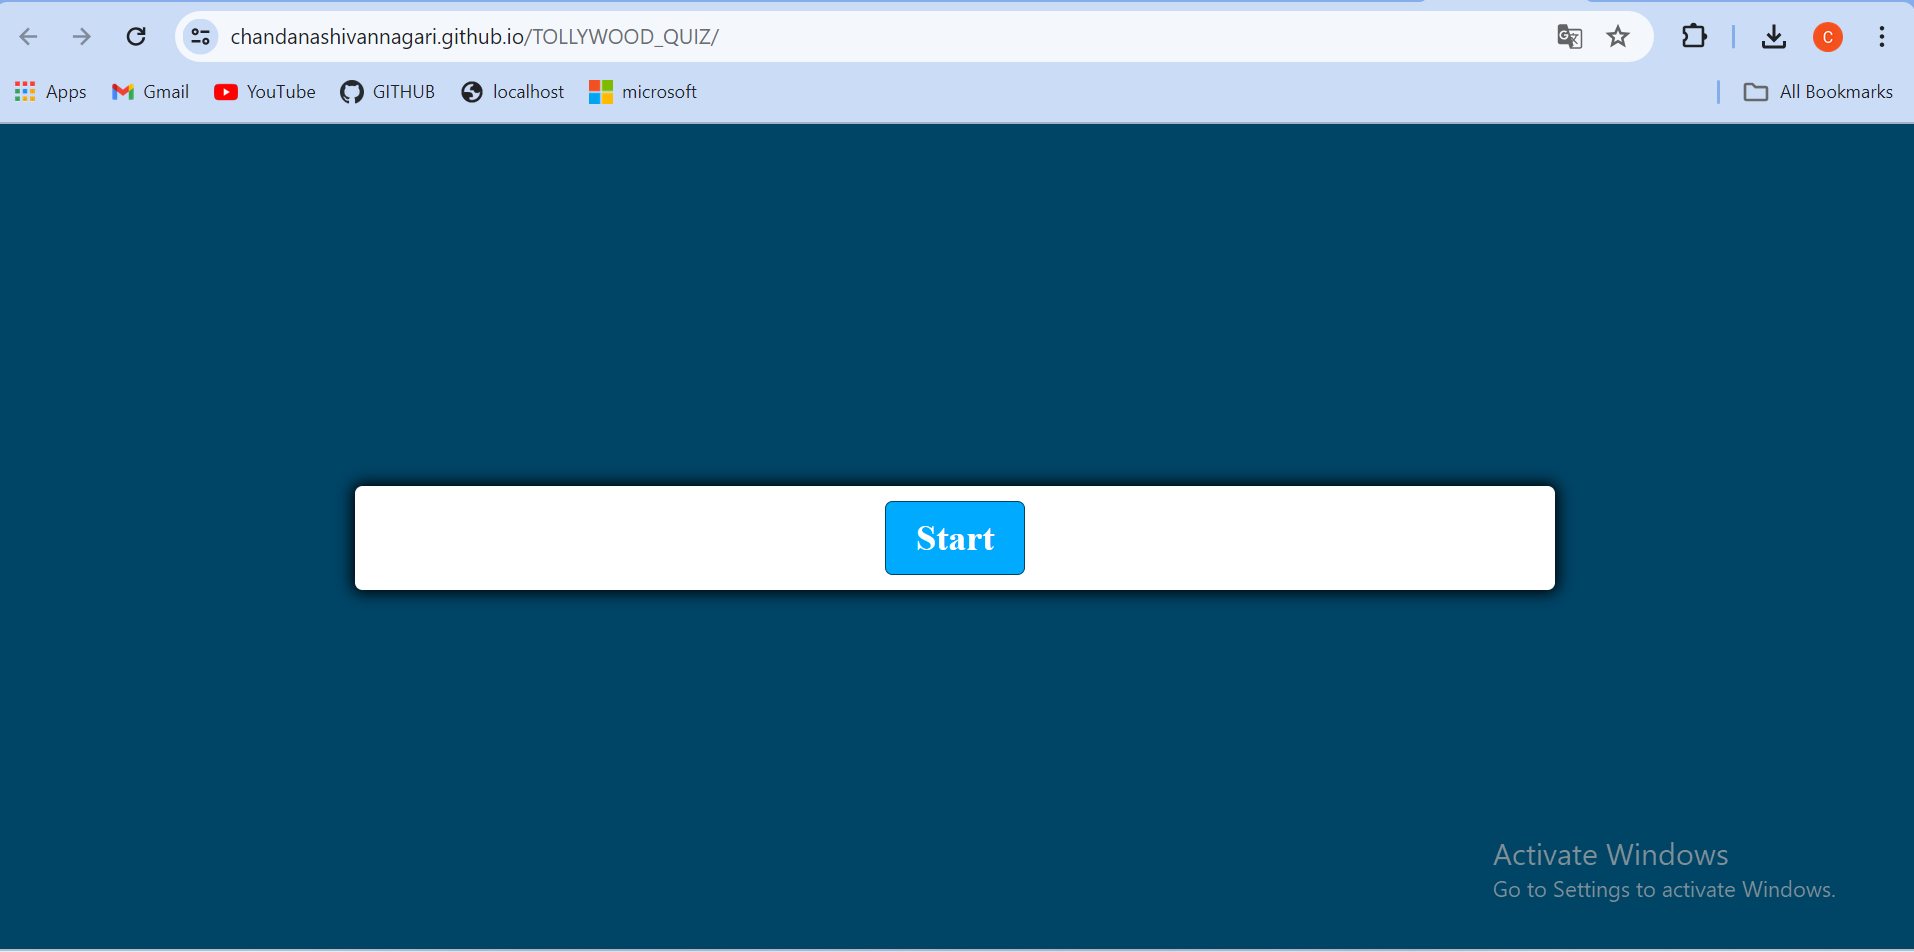 chandanashivannagari.github.io/TOLLYWOOD_QUIZ/
C
Apps Gmail YouTube GITHUB localhost microsoft All Bookmarks
Start
Activate Windows
Go to Settings to activate Windows.